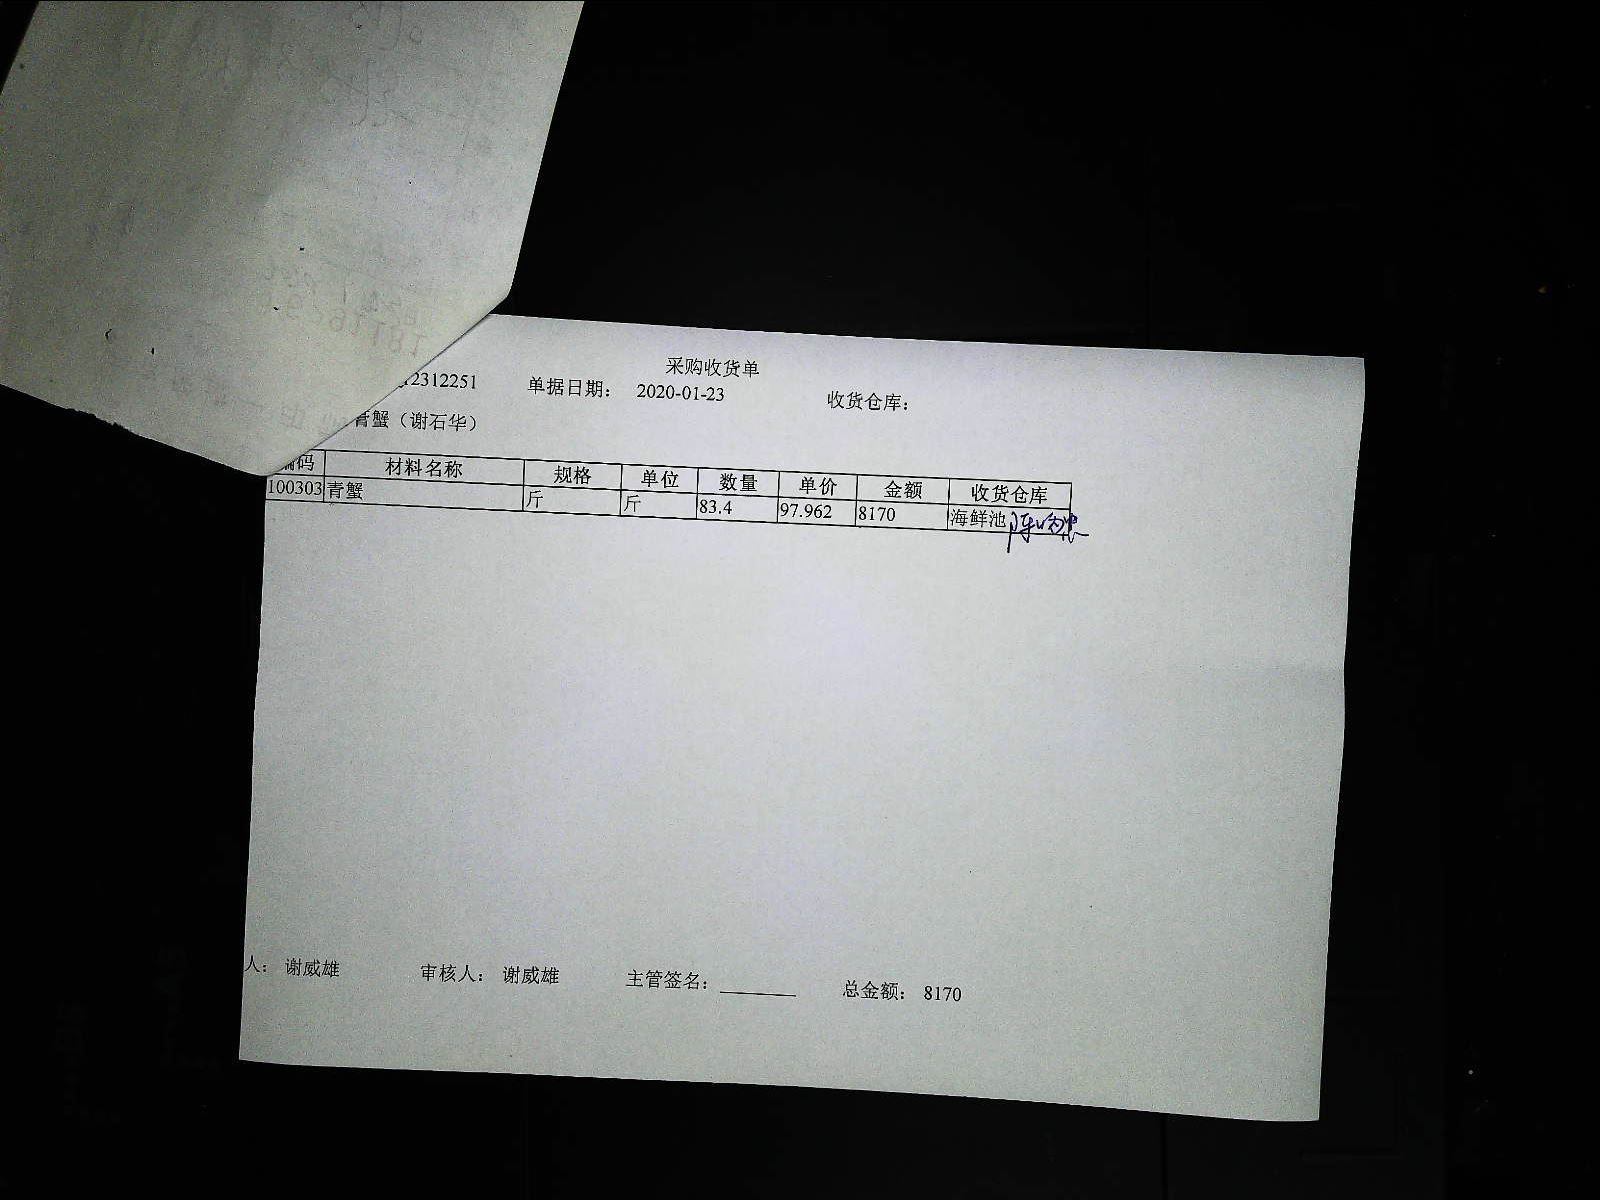 采购收货单
12312251 单据日期： 2020-01-23 收货仓库：
青蟹（谢石华）
编码 材料名称 规格 单位 数量 单价 金额 收货仓库
100303 青蟹 斤 斤 83.4 97.962 8170 海鲜池
人： 谢威雄 审核人： 谢威雄 主管签名： 总金额： 8170